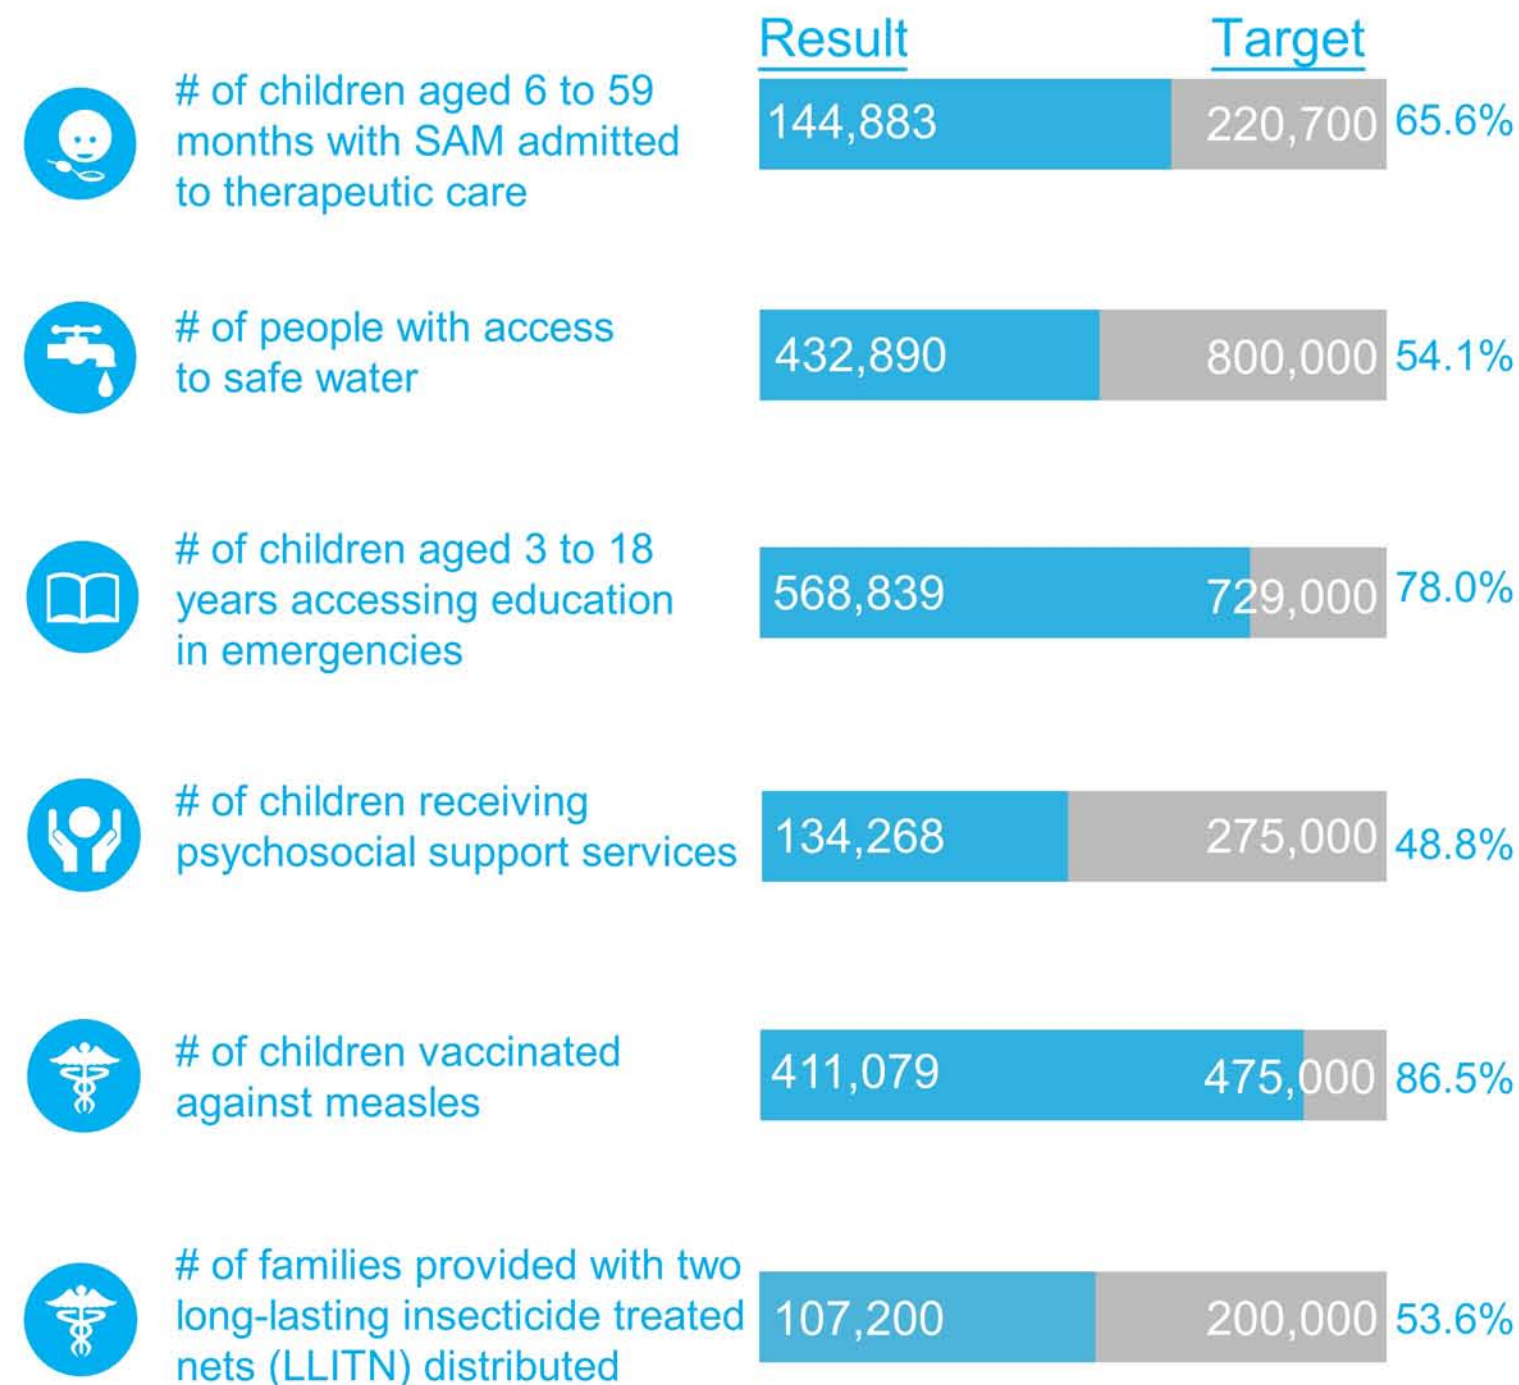 Result Target
# of children aged 6 to 59
months with SAM admitted
to therapeutic care
144,883 220,700 65.6%
# of people with access
to safe water
432,890 800,000 54.1%
# of children aged 3 to 18
years accessing education
in emergencies
568,839 729,000 78.0%
# of children receiving
psychosocial support services
134,268 275,000 48.8%
# of children vaccinated
against measles
411,079 475,000 86.5%
# of families provided with two
long-lasting insecticide treated
nets (LLITN) distributed
107,200 200,000 53.6%